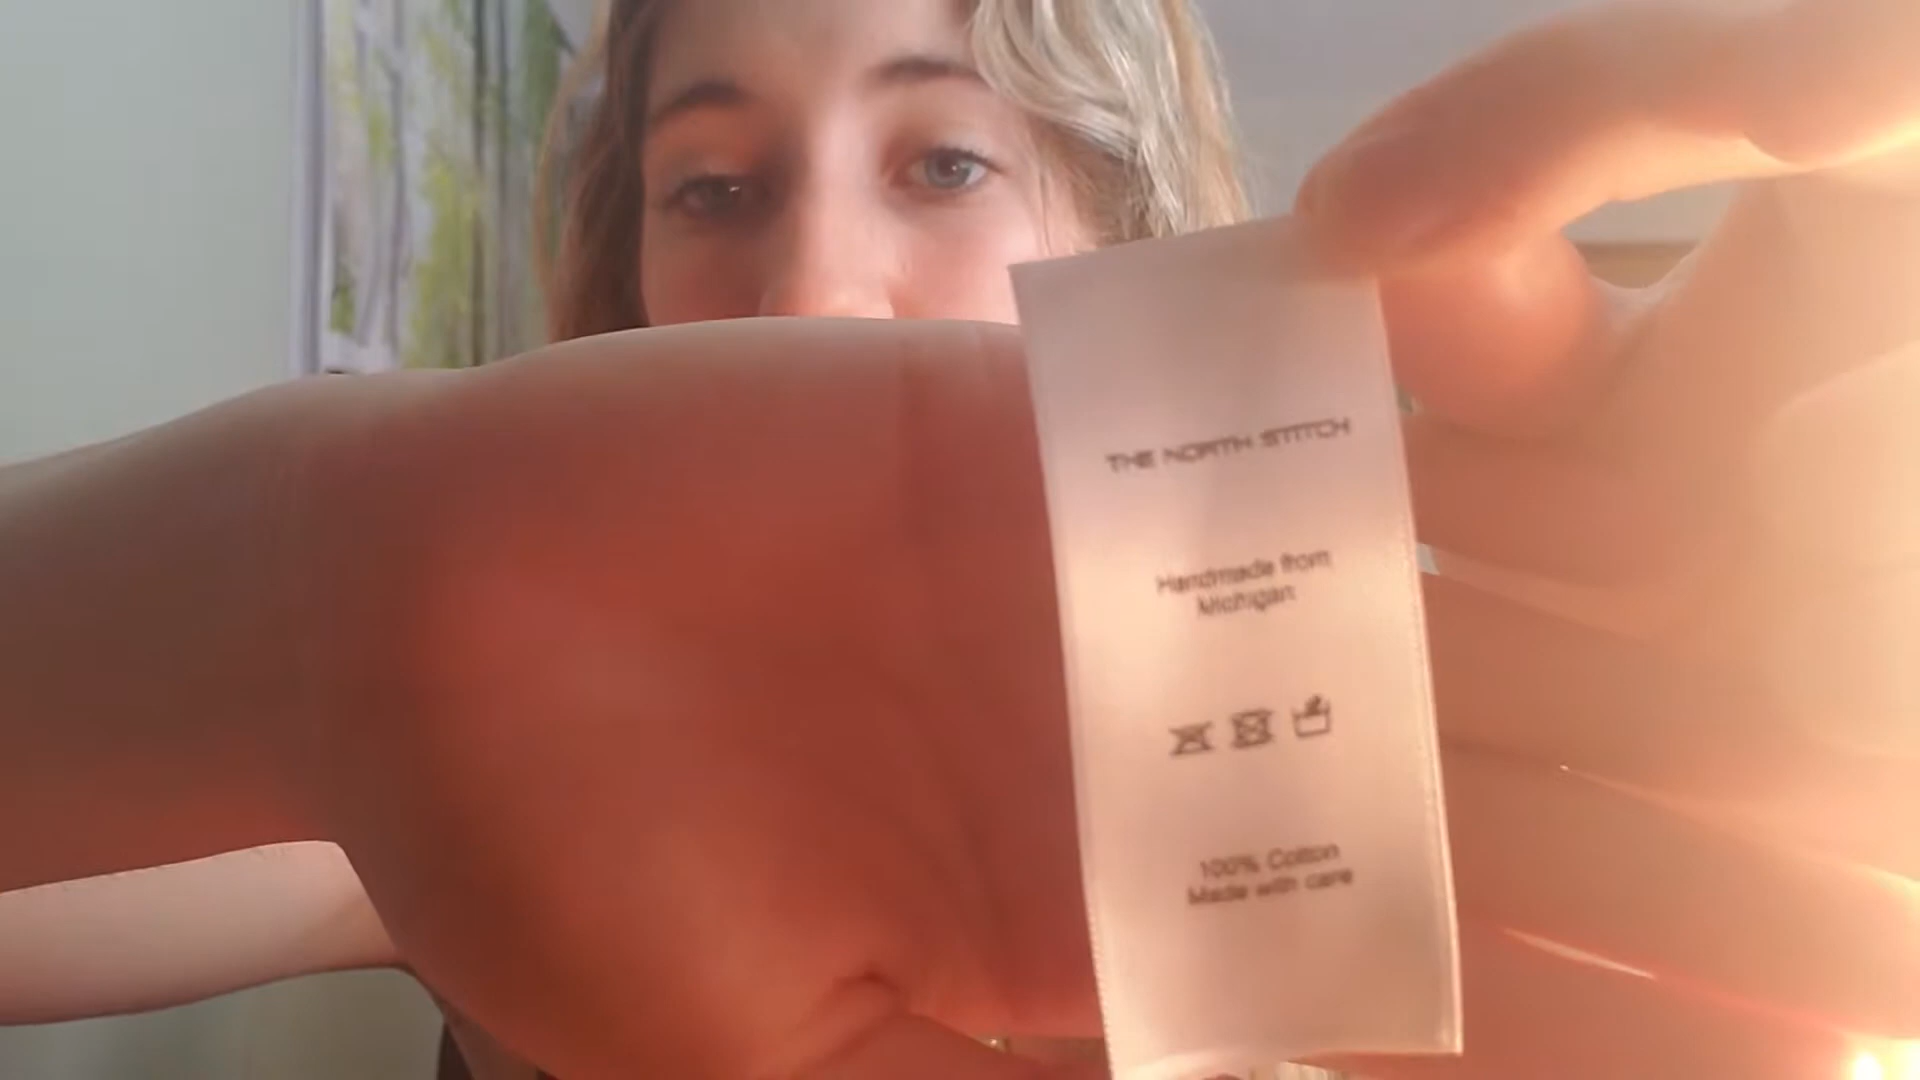 THE NORTH STITCH
Handmade from
Michigan
100% Cotton
Made with care